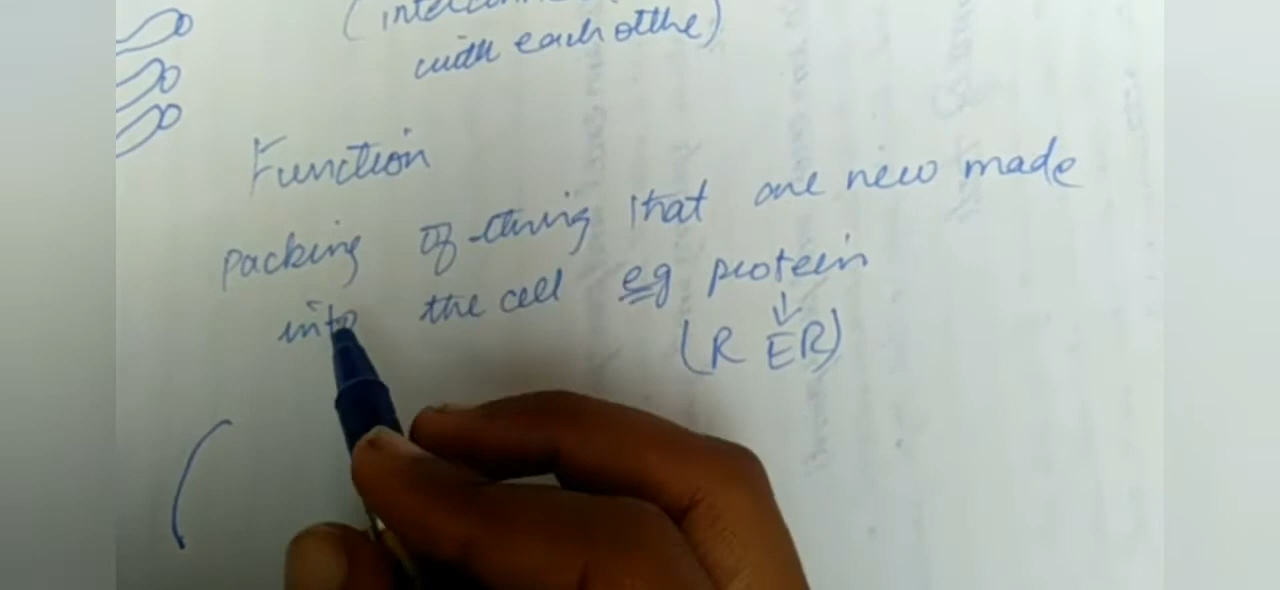 with each othe)
Function
packing of thing that are new made
into the cell eg protein
↓
(R ER)